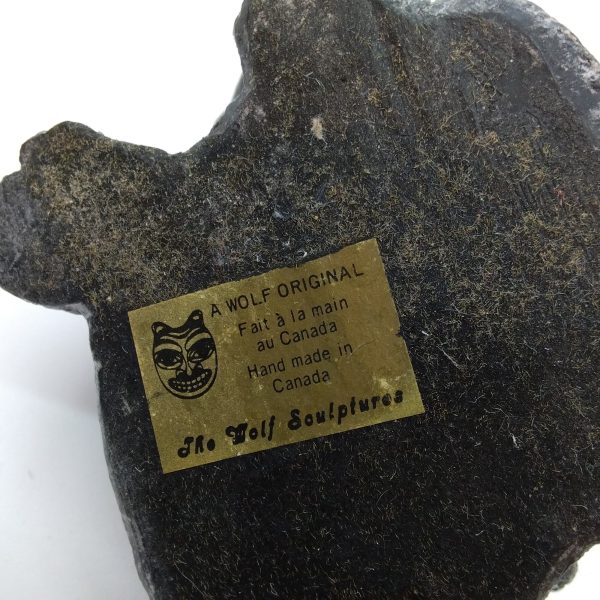 A WOLF ORIGINAL
Fait à la main
au Canada
Hand made in
Canada
The Wolf Sculptures